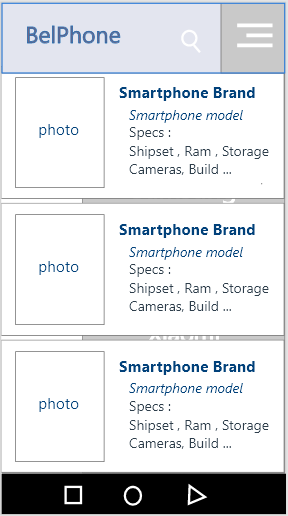 BelPhone
photo
Smartphone Brand
Smartphone model
Specs :
Shipset , Ram , Storage
Cameras, Build ...
photo
Smartphone Brand
Smartphone model
Specs :
Shipset , Ram , Storage
Cameras, Build ...
photo
Smartphone Brand
Smartphone model
Specs :
Shipset , Ram , Storage
Cameras, Build ...